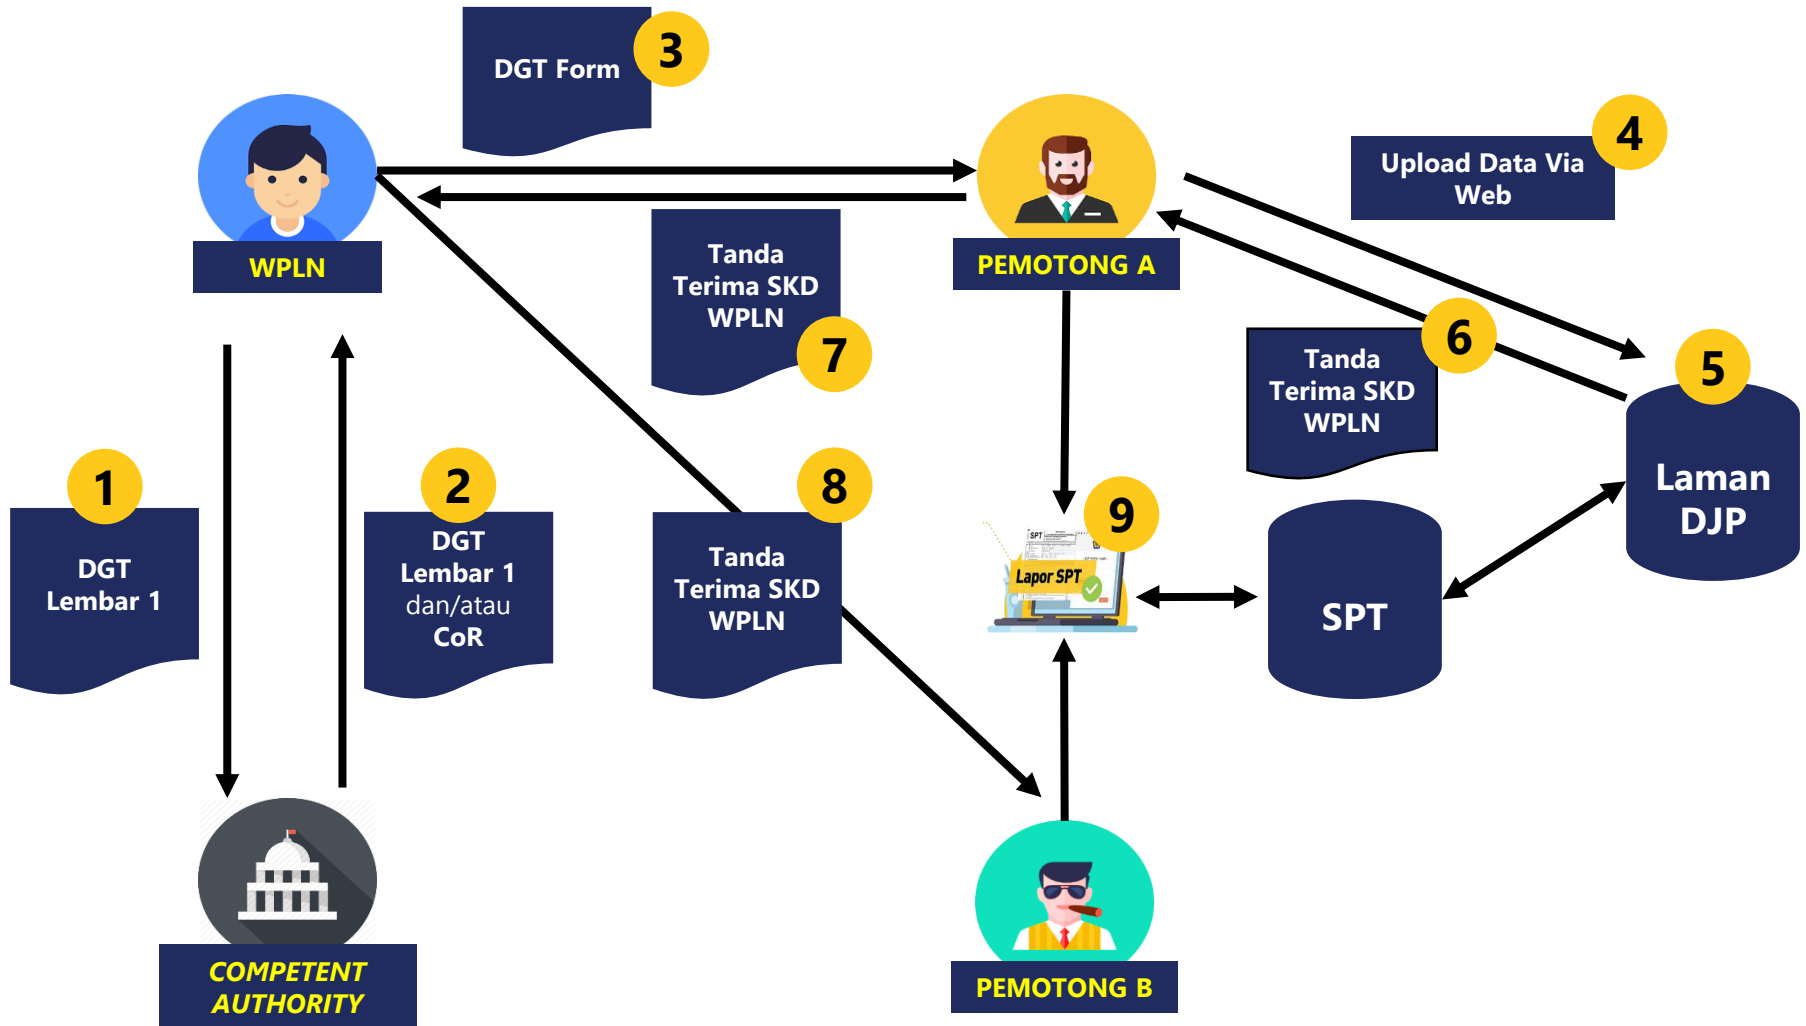 DGT Form
3
4
Upload Data Via
Web
WPLN
Tanda
Terima SKD
WPLN
7
PEMOTONG A
6
Tanda
Terima SKD
WPLN
5
Laman
DJP
1
DGT
Lembar 1
2
DGT
Lembar 1
dan/atau
CoR
8
Tanda
Terima SKD
WPLN
9
SPT
Lapor SPT
SPT
COMPETENT
AUTHORITY
PEMOTONG B